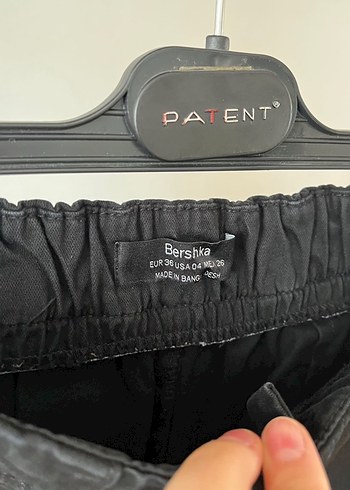 PATENT®
Bershka
EUR 36 USA 04 MEX 26
MADE IN BANGLADESH